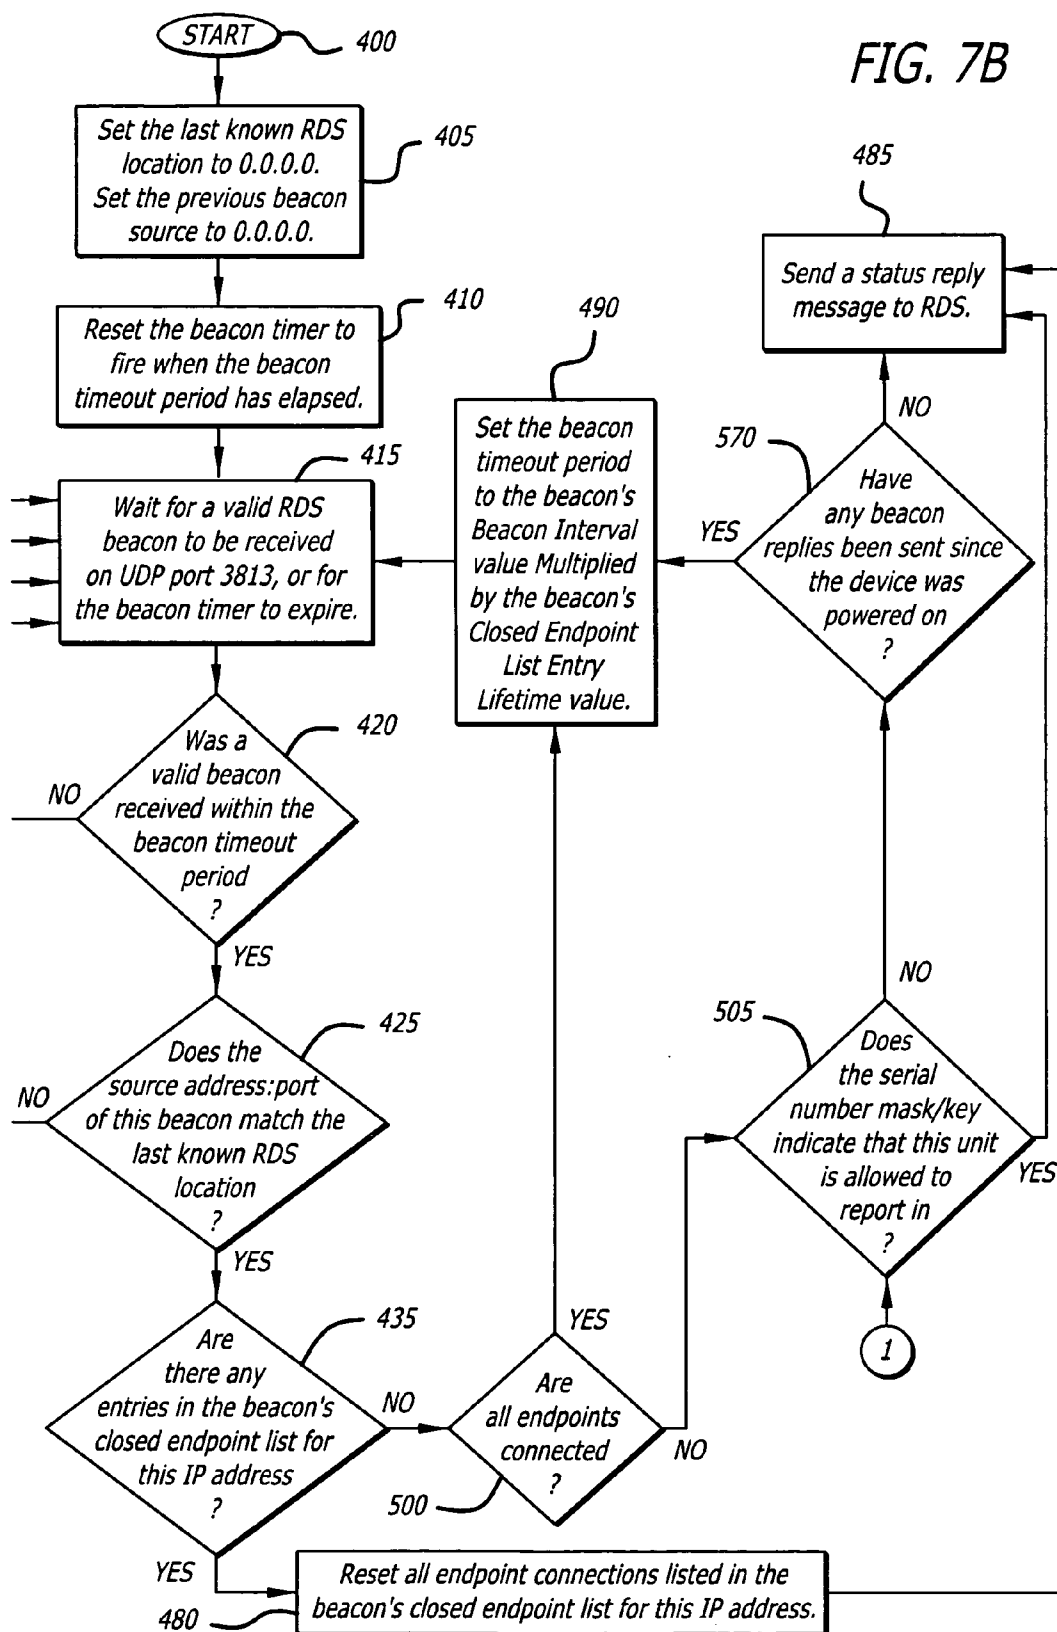 START
400
FIG. 7B
Set the last known RDS
location to 0.0.0.0.
Set the previous beacon
source to 0.0.0.0.
405
485
Send a status reply
message to RDS.
410
Reset the beacon timer to
fire when the beacon
timeout period has elapsed.
490
Set the beacon
timeout period
to the beacon's
Beacon Interval
value Multiplied
by the beacon's
Closed Endpoint
List Entry
Lifetime value.
NO
570
Have
any beacon
replies been sent since
the device was
powered on
?
YES
415
Wait for a valid RDS
beacon to be received
on UDP port 3813, or for
the beacon timer to expire.
420
Was a
valid beacon
received within the
beacon timeout
period
?
NO
YES
425
Does the
source address:port
of this beacon match the
last known RDS
location
?
NO
YES
NO
505
Does
the serial
number mask/key
indicate that this unit
is allowed to
report in
?
YES
1
435
Are
there any
entries in the beacon's
closed endpoint list for
this IP address
?
NO
YES
YES
Are
all endpoints
connected
?
NO
500
Reset all endpoint connections listed in the
beacon's closed endpoint list for this IP address.
480